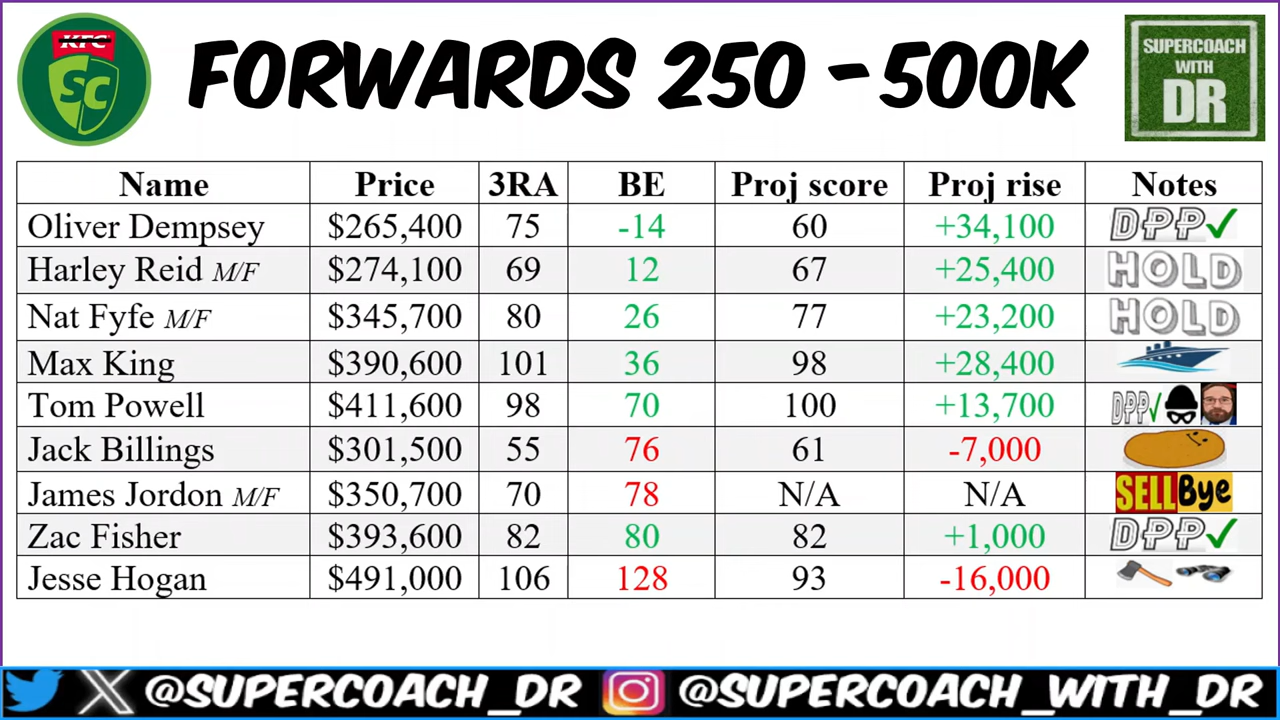 KFC
SC
FORWARDS 250 - 500K
SUPERCOACH
WITH
DR
Name Price 3RA BE Proj score Proj rise Notes
Oliver Dempsey $265,400 75 -14 60 +34,100 DPP✓
Harley Reid M/F $274,100 69 12 67 +25,400 HOLD
Nat Fyfe M/F $345,700 80 26 77 +23,200 HOLD
Max King $390,600 101 36 98 +28,400
Tom Powell $411,600 98 70 100 +13,700 DPP✓
Jack Billings $301,500 55 76 61 -7,000
James Jordon M/F $350,700 70 78 N/A N/A SELL Bye
Zac Fisher $393,600 82 80 82 +1,000 DPP✓
Jesse Hogan $491,000 106 128 93 -16,000
@SUPERCOACH_DR @SUPERCOACH_WITH_DR